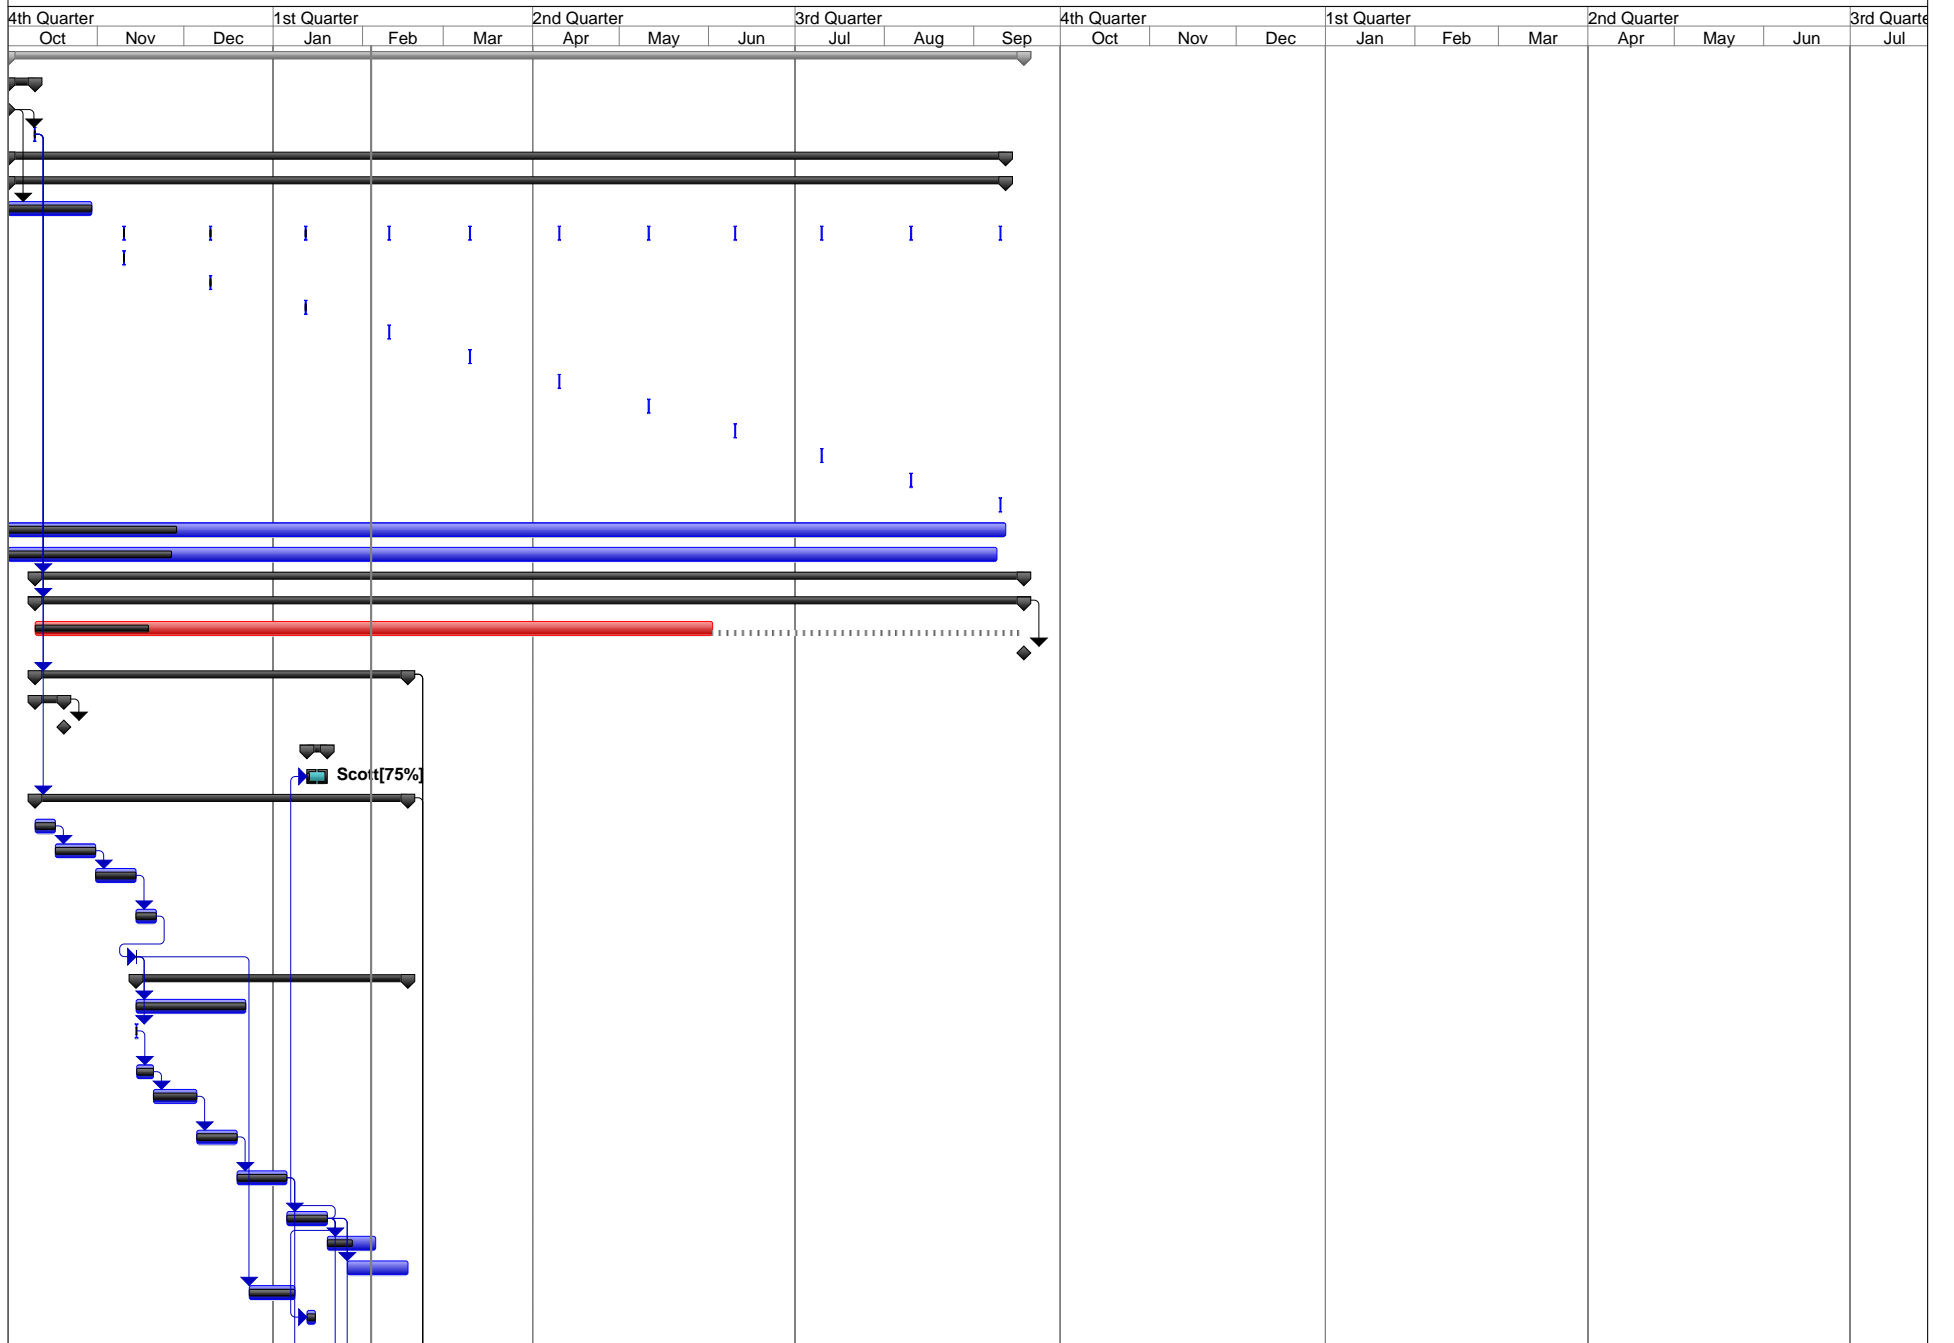 4th Quarter 1st Quarter 2nd Quarter 3rd Quarter 4th Quarter 1st Quarter 2nd Quarter 3rd Quarte
Oct Nov Dec Jan Feb Mar Apr May Jun Jul Aug Sep Oct Nov Dec Jan Feb Mar Apr May Jun Jul
Scott[75%]